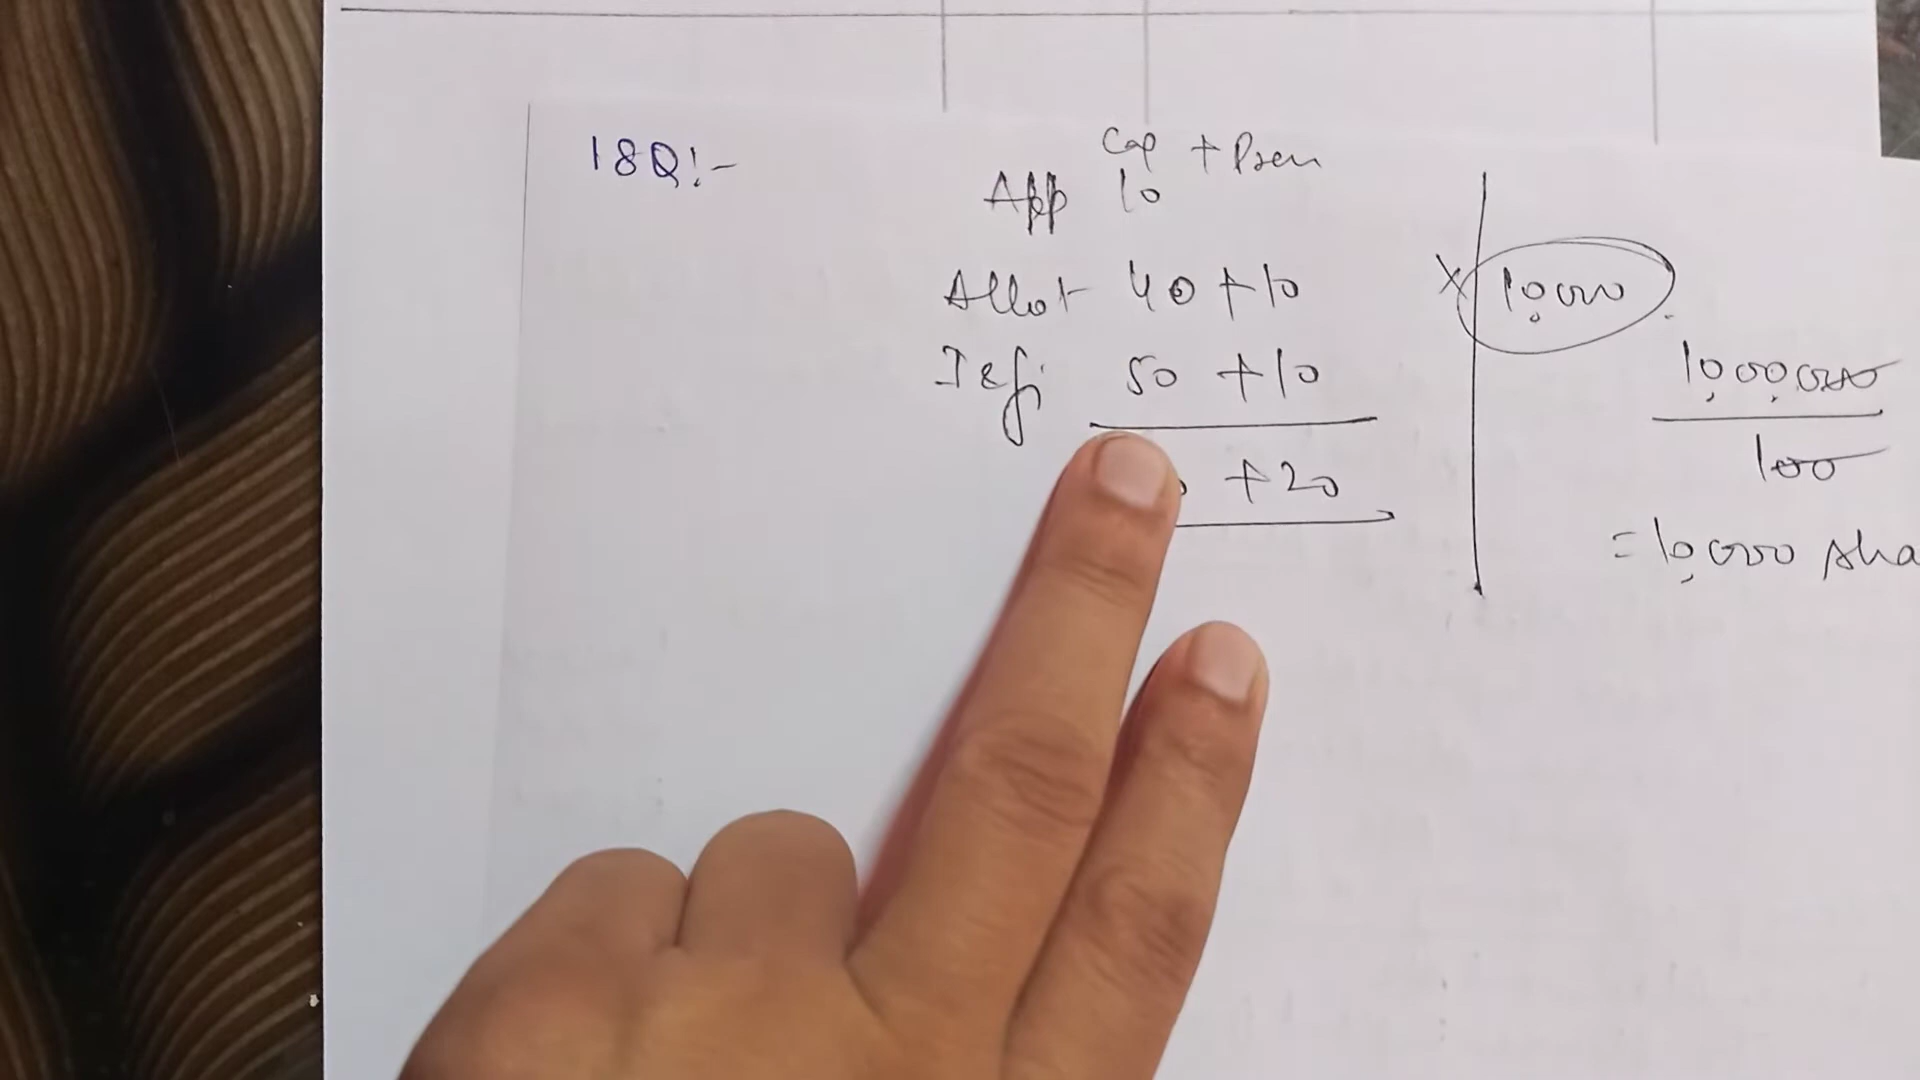 18Q:-
Cap + Prem
App 10
Allot 40 + 10
I & fi 50 + 10
+ 20
× 10,000
10,00,000
100
= 10,000 sha